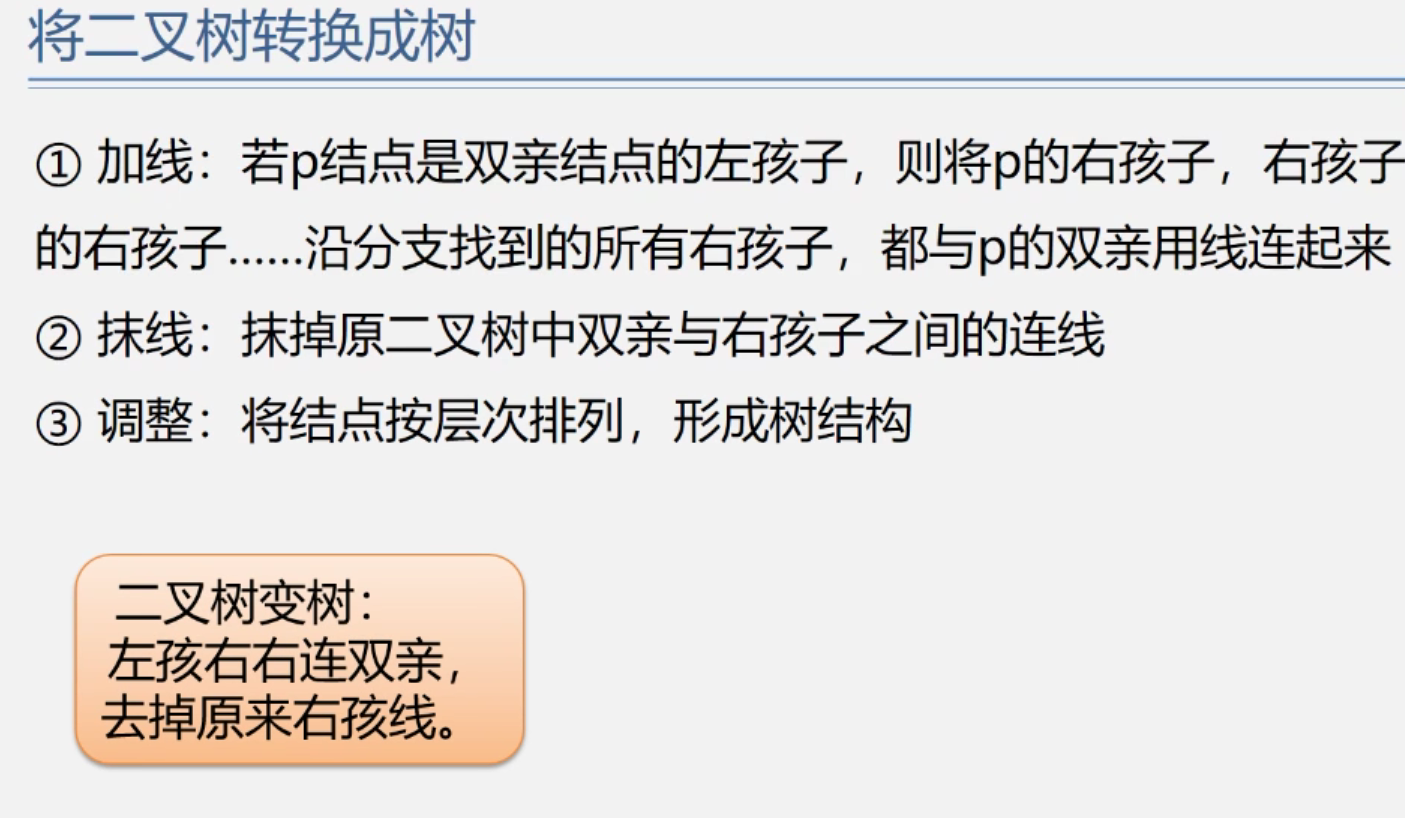 将二叉树转换成树
① 加线：若p结点是双亲结点的左孩子，则将p的右孩子，右孩子
的右孩子……沿分支找到的所有右孩子，都与p的双亲用线连起来
② 抹线：抹掉原二叉树中双亲与右孩子之间的连线
③ 调整：将结点按层次排列，形成树结构
二叉树变树：
左孩右右连双亲，
去掉原来右孩线。